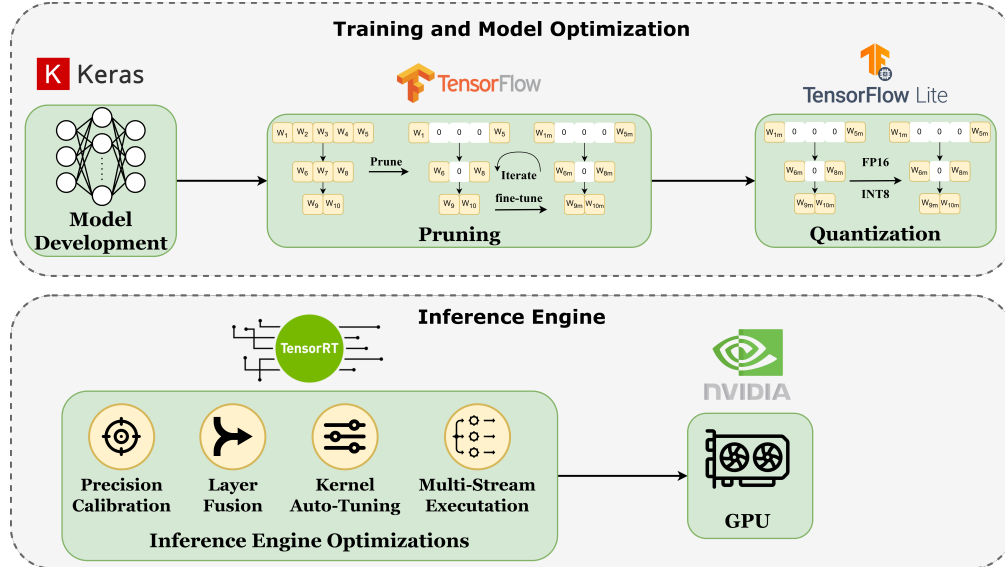 Training and Model Optimization
K Keras
TensorFlow
TensorFlow Lite
Model
Development
W1 W2 W3 W4 W5
W6 W7 W8
W9 W10
Prune
W1 0 0 0 W5
W6 0 W8
W9 W10
Iterate
fine-tune
W1m 0 0 0 W5m
W6m 0 W8m
W9m W10m
Pruning
W1m 0 0 0 W5m
W6m 0 W8m
W9m W10m
FP16
INT8
W1m 0 0 0 W5m
W6m 0 W8m
W9m W10m
Quantization
Inference Engine
TensorRT
NVIDIA
Precision
Calibration
Layer
Fusion
Kernel
Auto-Tuning
Multi-Stream
Executation
Inference Engine Optimizations
GPU